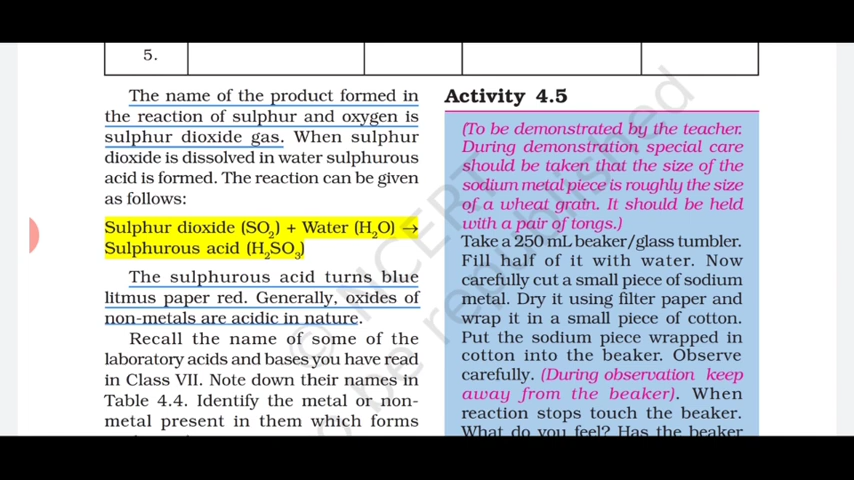 5.
The name of the product formed in
the reaction of sulphur and oxygen is
sulphur dioxide gas. When sulphur
dioxide is dissolved in water sulphurous
acid is formed. The reaction can be given
as follows:
Sulphur dioxide (SO₂) + Water (H₂O) →
Sulphurous acid (H₂SO₃)
The sulphurous acid turns blue
litmus paper red. Generally, oxides of
non-metals are acidic in nature.
Recall the name of some of the
laboratory acids and bases you have read
in Class VII. Note down their names in
Table 4.4. Identify the metal or non-
metal present in them which forms
Activity 4.5
(To be demonstrated by the teacher.
During demonstration special care
should be taken that the size of the
sodium metal piece is roughly the size
of a wheat grain. It should be held
with a pair of tongs.)
Take a 250 mL beaker/glass tumbler.
Fill half of it with water. Now
carefully cut a small piece of sodium
metal. Dry it using filter paper and
wrap it in a small piece of cotton.
Put the sodium piece wrapped in
cotton into the beaker. Observe
carefully. (During observation keep
away from the beaker). When
reaction stops touch the beaker.
What do you feel? Has the beaker
© NCERT
be republished